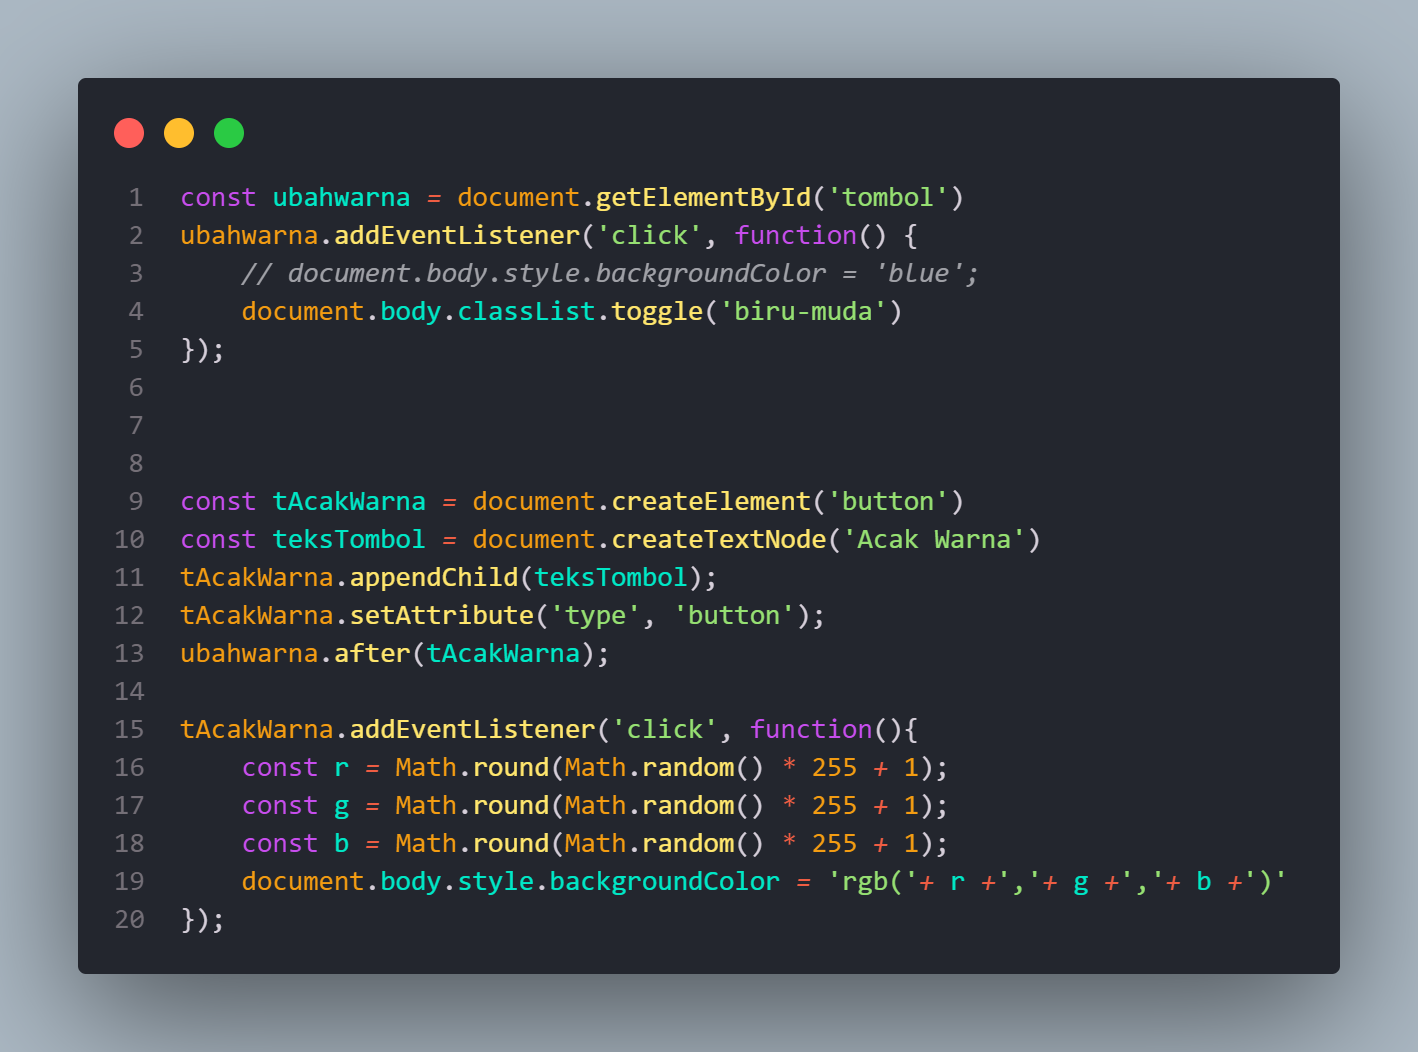 1 const ubahwarna = document.getElementById('tombol')
2 ubahwarna.addEventListener('click', function() {
3     // document.body.style.backgroundColor = 'blue';
4     document.body.classList.toggle('biru-muda')
5 });
6
7
8
9 const tAcakWarna = document.createElement('button')
10 const teksTombol = document.createTextNode('Acak Warna')
11 tAcakWarna.appendChild(teksTombol);
12 tAcakWarna.setAttribute('type', 'button');
13 ubahwarna.after(tAcakWarna);
14
15 tAcakWarna.addEventListener('click', function(){
16     const r = Math.round(Math.random() * 255 + 1);
17     const g = Math.round(Math.random() * 255 + 1);
18     const b = Math.round(Math.random() * 255 + 1);
19     document.body.style.backgroundColor = 'rgb('+ r +','+ g +','+ b +')'
20 });